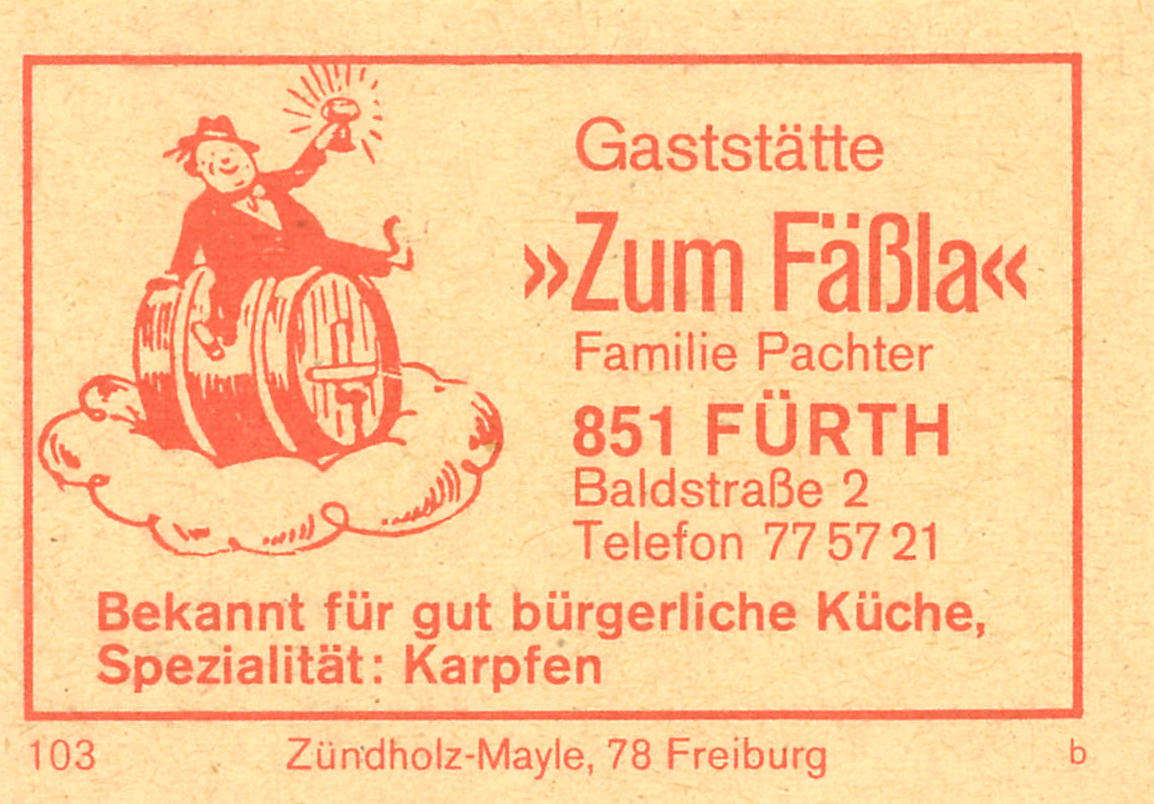 Gaststätte
»Zum Fäßla«
Familie Pachter
851 FÜRTH
Baldstraße 2
Telefon 77 57 21
Bekannt für gut bürgerliche Küche,
Spezialität: Karpfen
103 Zündholz-Mayle, 78 Freiburg b